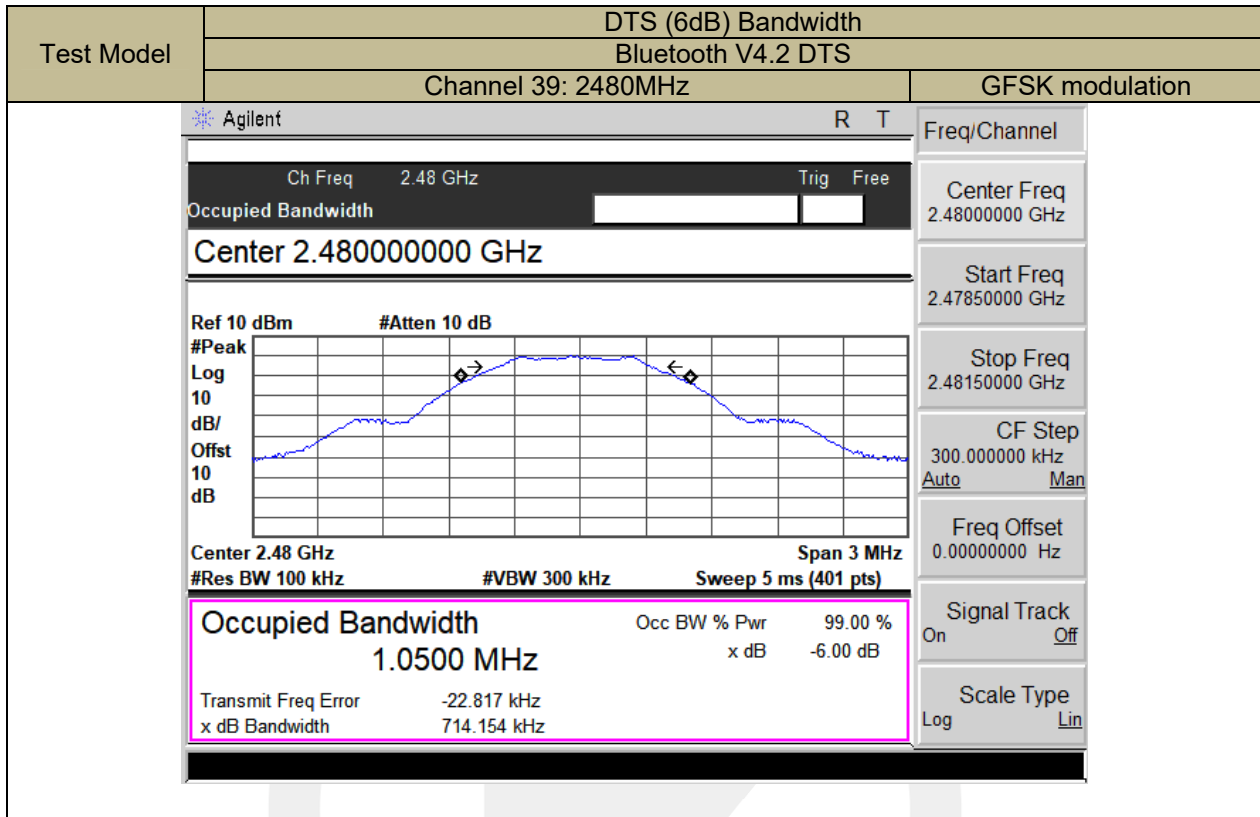 Test Model
DTS (6dB) Bandwidth
Bluetooth V4.2 DTS
Channel 39: 2480MHz GFSK modulation
Agilent R T
Freq/Channel
Ch Freq 2.48 GHz Trig Free
Occupied Bandwidth
Center Freq
2.48000000 GHz
Center 2.480000000 GHz
Start Freq
2.47850000 GHz
Ref 10 dBm #Atten 10 dB
#Peak
Log
10
dB/
Offst
10
dB
Stop Freq
2.48150000 GHz
CF Step
300.000000 kHz
Auto Man
Center 2.48 GHz Span 3 MHz
#Res BW 100 kHz #VBW 300 kHz Sweep 5 ms (401 pts)
Freq Offset
0.00000000 Hz
Occupied Bandwidth Occ BW % Pwr 99.00 %
1.0500 MHz x dB -6.00 dB
Transmit Freq Error -22.817 kHz
x dB Bandwidth 714.154 kHz
Signal Track
On Off
Scale Type
Log Lin